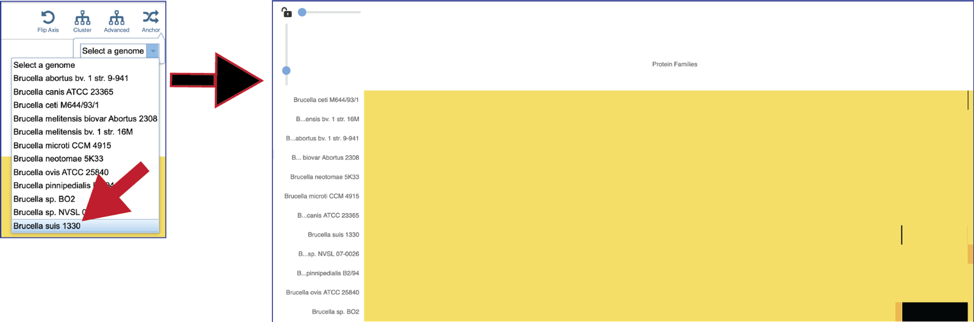 Flip Axis Cluster Advanced Anchor
Select a genome
Select a genome
Brucella abortus bv. 1 str. 9-941
Brucella canis ATCC 23365
Brucella ceti M644/93/1
Brucella melitensis biovar Abortus 2308
Brucella melitensis bv. 1 str. 16M
Brucella microti CCM 4915
Brucella neotomae 5K33
Brucella ovis ATCC 25840
Brucella pinnipedialis
Brucella sp. BO2
Brucella sp. NVSL
Brucella suis 1330
Protein Families
Brucella ceti M644/93/1
B...ensis bv. 1 str. 16M
B...abortus bv. 1 str. 9-941
B... biovar Abortus 2308
Brucella neotomae 5K33
Brucella microti CCM 4915
B...canis ATCC 23365
Brucella suis 1330
B...sp. NVSL 07-0026
B...pinnipedialis B2/94
Brucella ovis ATCC 25840
Brucella sp. BO2